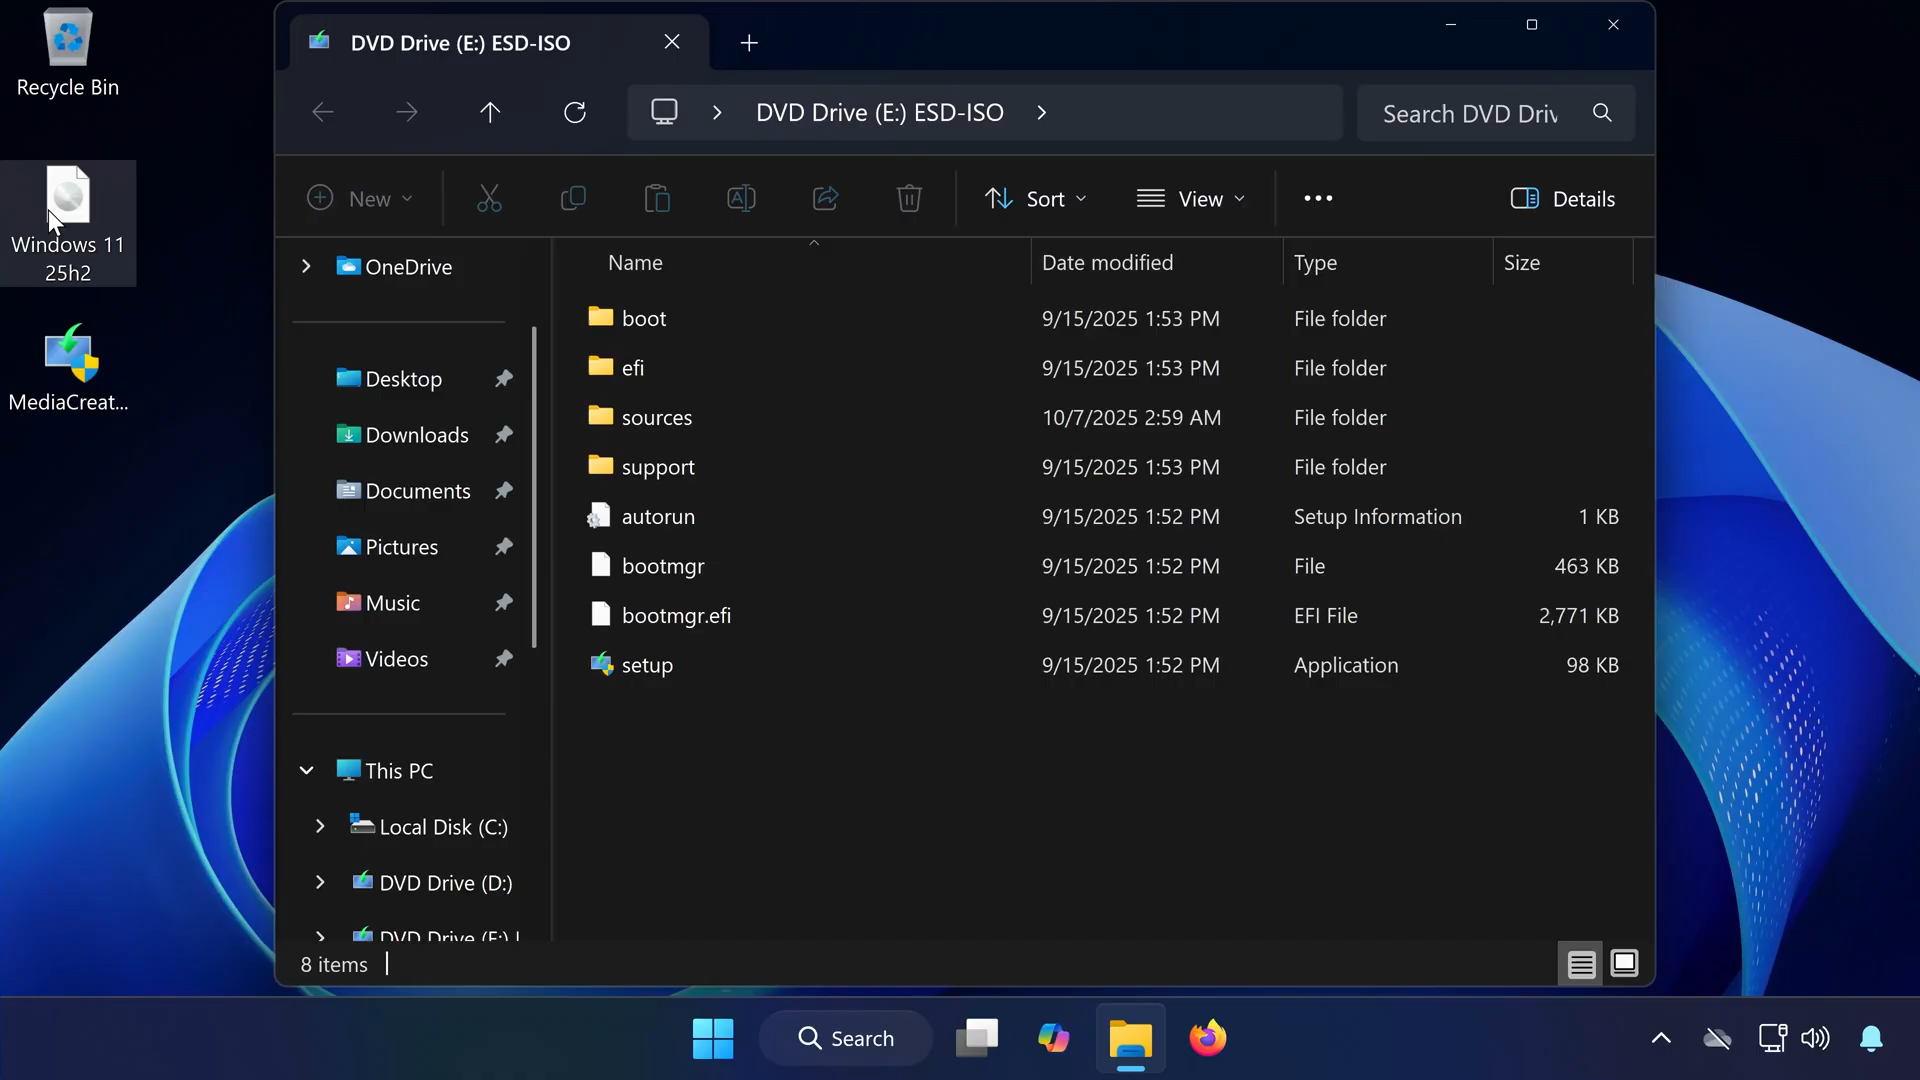 Recycle Bin
Windows 11
25h2
MediaCreat...
DVD Drive (E:) ESD-ISO
DVD Drive (E:) ESD-ISO
Search DVD Driv
New
Sort
View
Details
OneDrive
Desktop
Downloads
Documents
Pictures
Music
Videos
This PC
Local Disk (C:)
DVD Drive (D:)
DVD Drive (E:)
Name Date modified Type Size
boot 9/15/2025 1:53 PM File folder
efi 9/15/2025 1:53 PM File folder
sources 10/7/2025 2:59 AM File folder
support 9/15/2025 1:53 PM File folder
autorun 9/15/2025 1:52 PM Setup Information 1 KB
bootmgr 9/15/2025 1:52 PM File 463 KB
bootmgr.efi 9/15/2025 1:52 PM EFI File 2,771 KB
setup 9/15/2025 1:52 PM Application 98 KB
8 items
Search